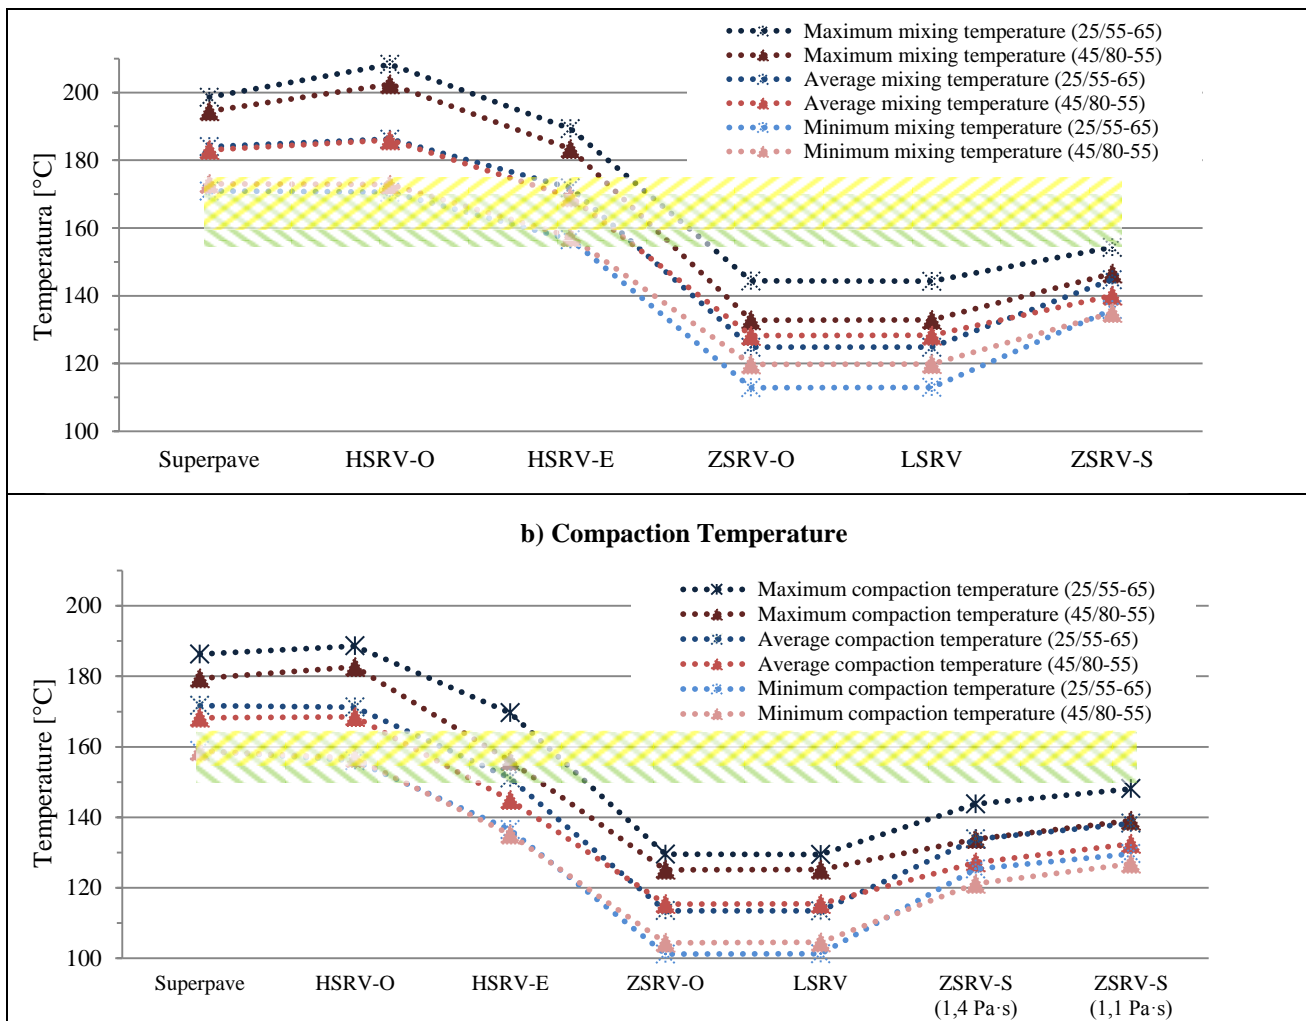 Maximum mixing temperature (25/55-65)
Maximum mixing temperature (45/80-55)
Average mixing temperature (25/55-65)
Average mixing temperature (45/80-55)
Minimum mixing temperature (25/55-65)
Minimum mixing temperature (45/80-55)
Temperatura [°C]
200
180
160
140
120
100
Superpave HSRV-O HSRV-E ZSRV-O LSRV ZSRV-S
b) Compaction Temperature
Maximum compaction temperature (25/55-65)
Maximum compaction temperature (45/80-55)
Average compaction temperature (25/55-65)
Average compaction temperature (45/80-55)
Minimum compaction temperature (25/55-65)
Minimum compaction temperature (45/80-55)
Temperature [°C]
200
180
160
140
120
100
Superpave HSRV-O HSRV-E ZSRV-O LSRV ZSRV-S ZSRV-S
(1,4 Pa·s) (1,1 Pa·s)